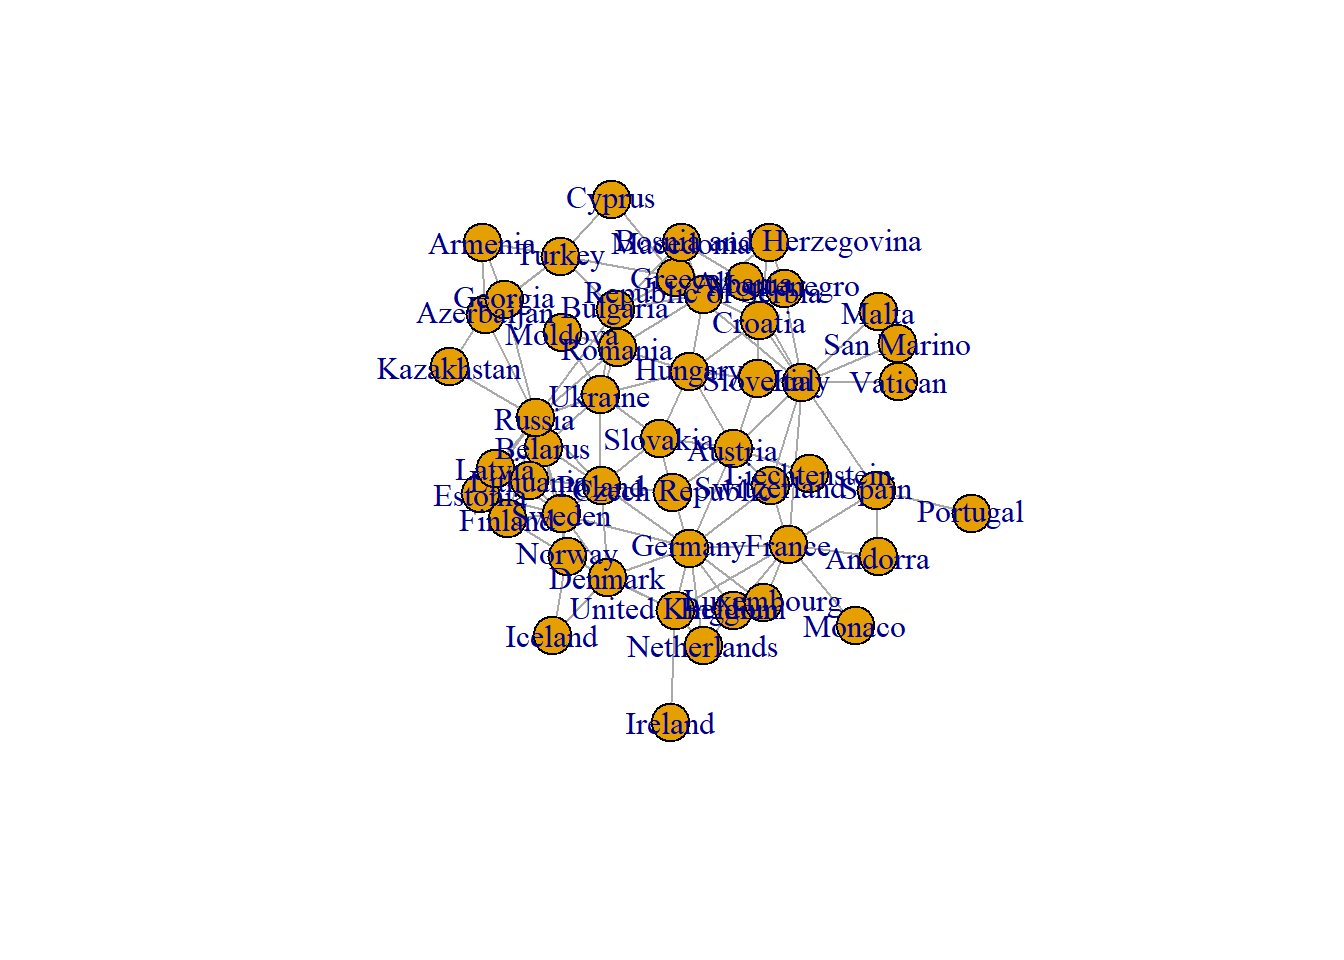 Cyprus
Armenia
Turkey
Macedonia
Bosnia and Herzegovina
Greece
Albania
Montenegro
Georgia
Republic of Serbia
Azerbaijan
Bulgaria
Croatia
Malta
Moldova
Romania
San Marino
Kazakhstan
Hungary
Slovenia
Italy
Vatican
Ukraine
Russia
Slovakia
Belarus
Austria
Latvia
Lithuania
Liechtenstein
Estonia
Poland
Czech Republic
Switzerland
Spain
Finland
Sweden
Portugal
Norway
Germany
France
Andorra
Denmark
United Kingdom
Belgium
Luxembourg
Monaco
Iceland
Netherlands
Ireland